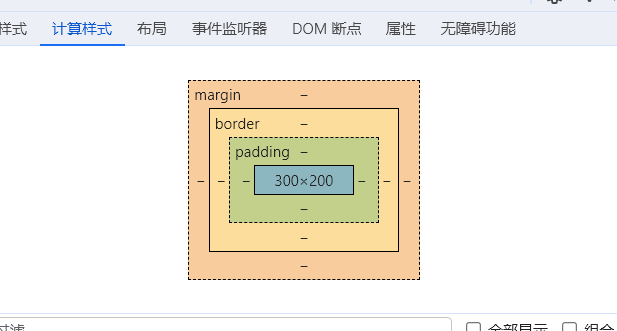 样式 计算样式 布局 事件监听器 DOM 断点 属性 无障碍功能
margin –
border –
padding –
– – – 300×200 – – –
–
–
–
过滤 全部显示 组合